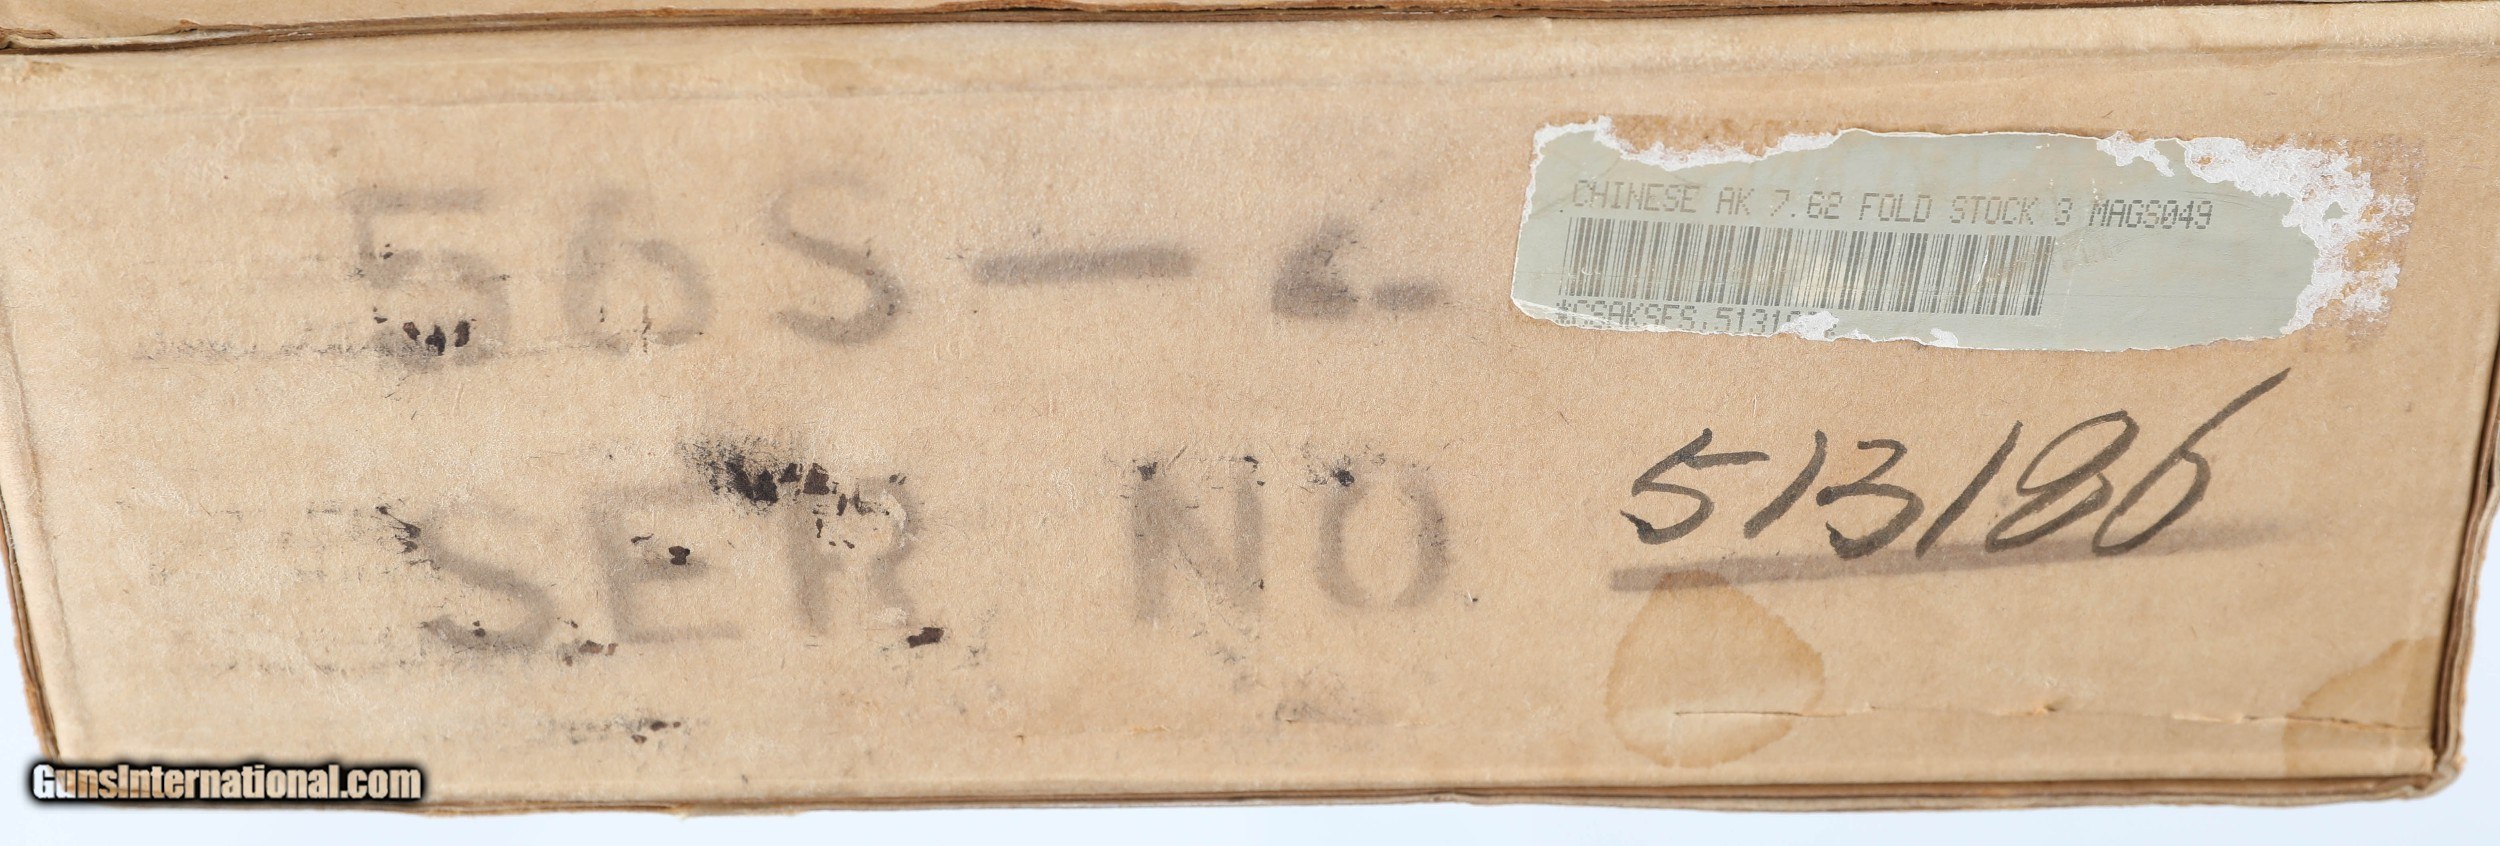 CHINESE AK 7.62 FOLD STOCK 3 MAGS049
56S-2
SER NO 513186
GunsInternational.com